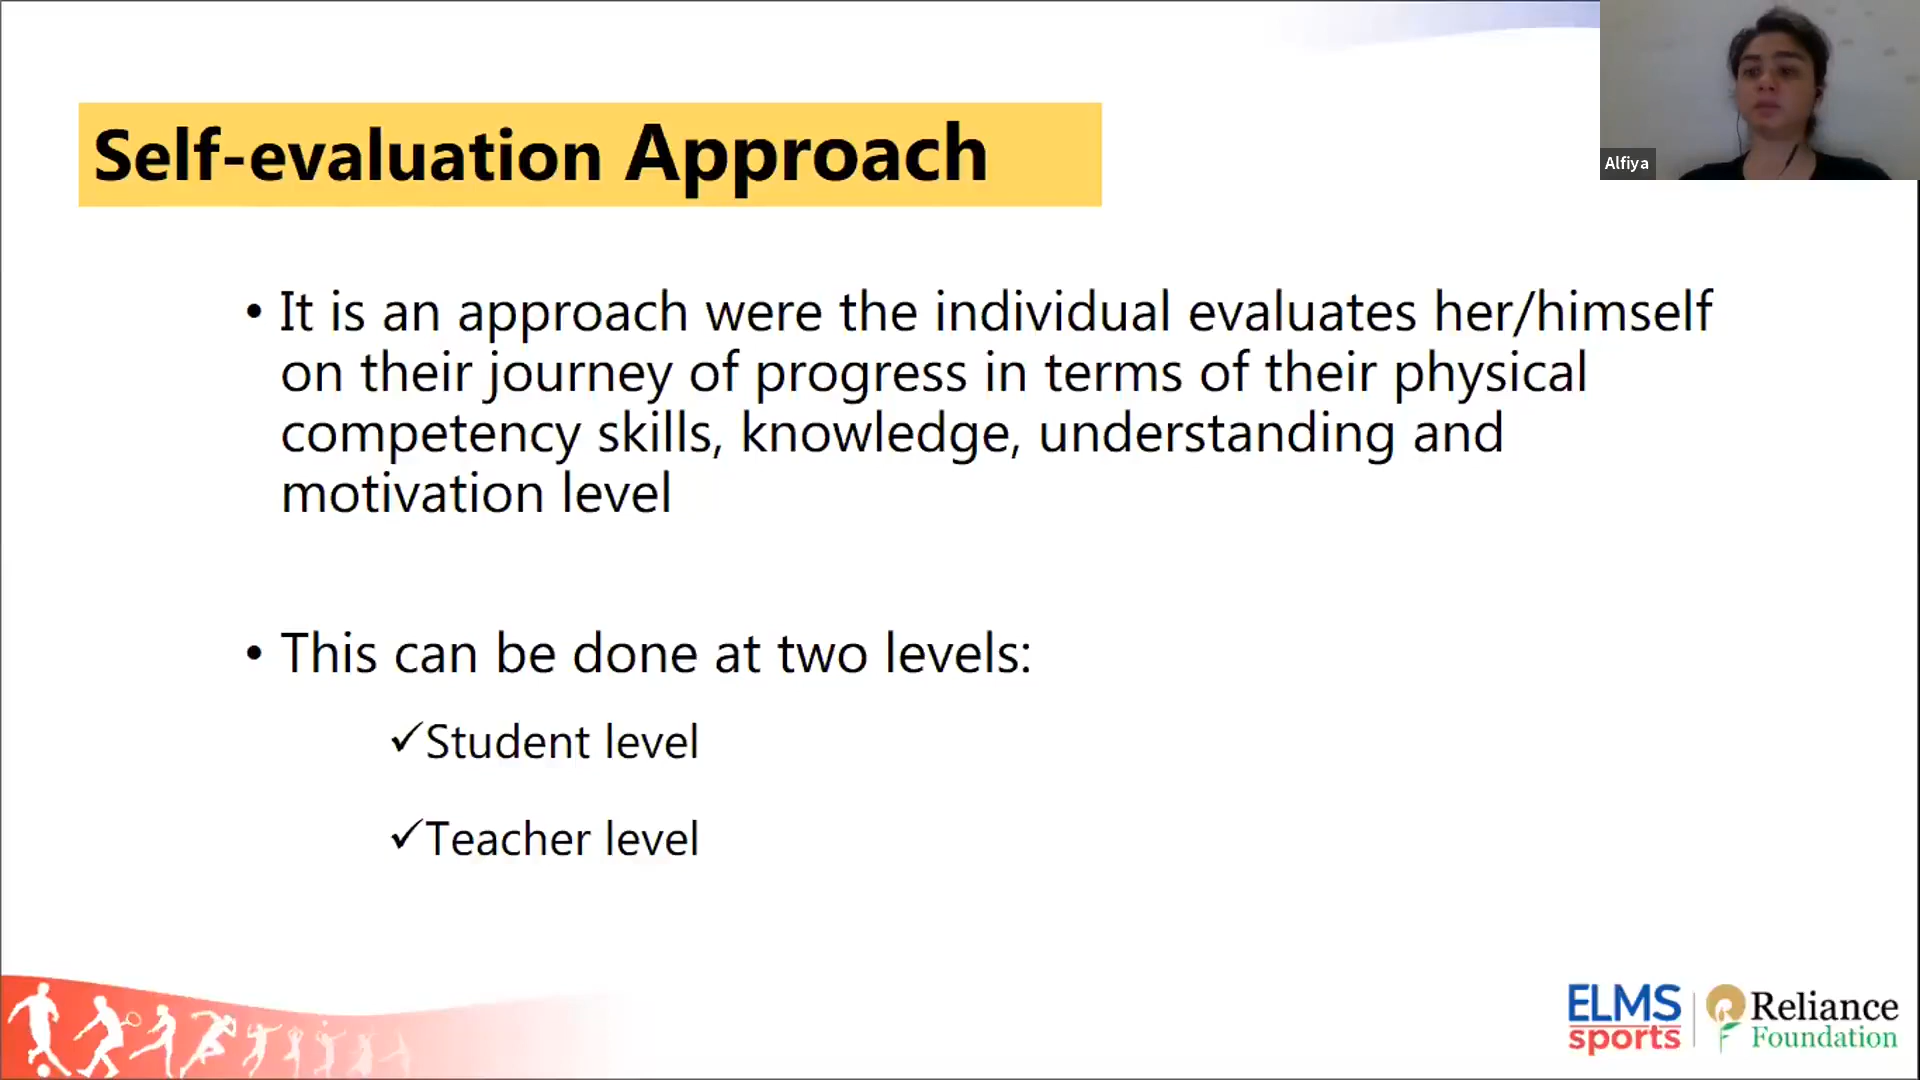 Self-evaluation Approach
Alfiya
• It is an approach were the individual evaluates her/himself
on their journey of progress in terms of their physical
competency skills, knowledge, understanding and
motivation level
• This can be done at two levels:
✓Student level
✓Teacher level
ELMS
sports
Reliance
Foundation